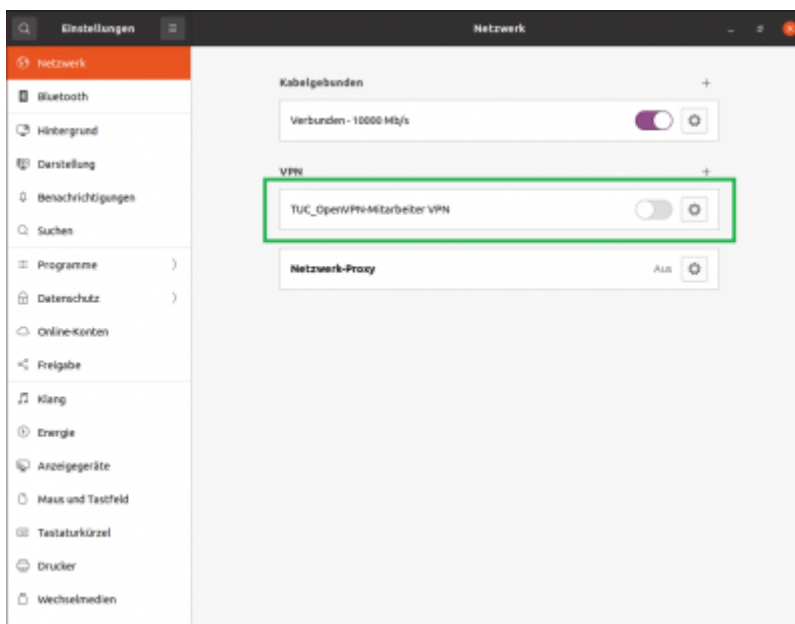 Einstellungen
Netzwerk
Netzwerk
Bluetooth
Hintergrund
Darstellung
Benachrichtigungen
Suchen
Programme
Datenschutz
Online-Konten
Freigabe
Klang
Energie
Anzeigegeräte
Maus und Tastfeld
Tastaturkürzel
Drucker
Wechselmedien
Kabelgebunden
Verbunden - 10000 Mb/s
VPN
TUC_OpenVPN-Mitarbeiter VPN
Netzwerk-Proxy Aus